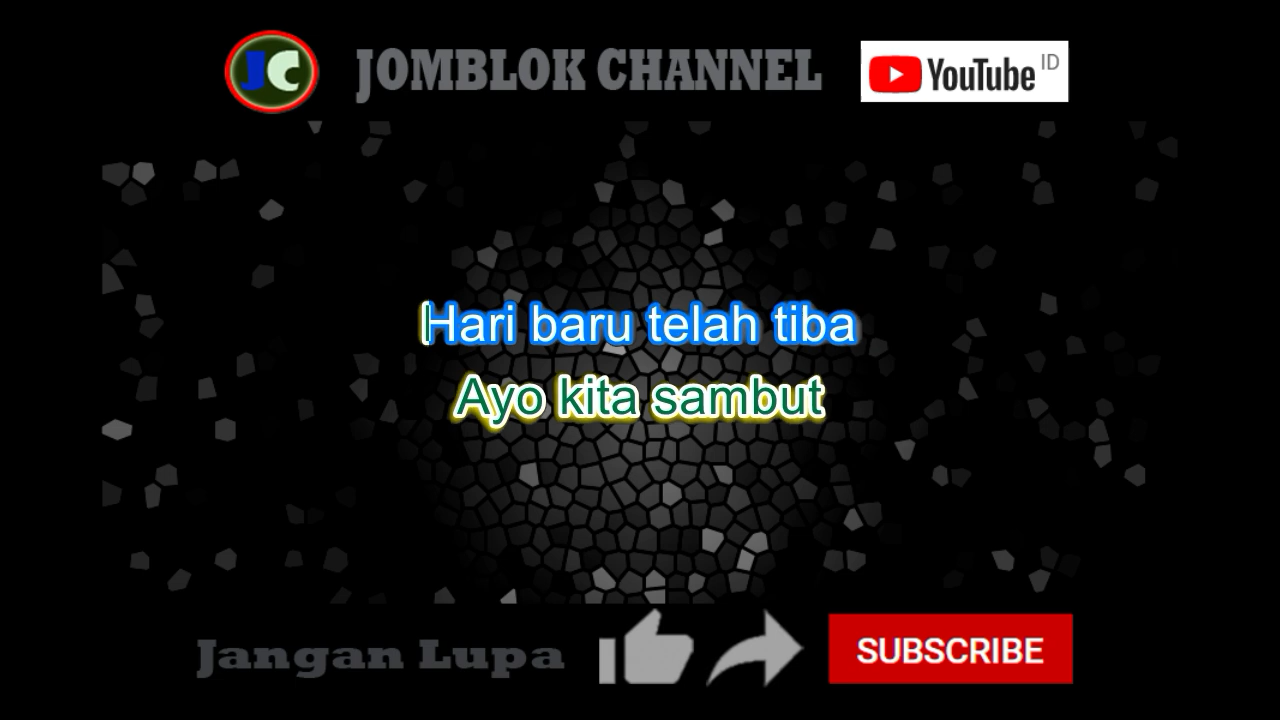 JC JOMBLOK CHANNEL YouTube ID
Hari baru telah tiba
Ayo kita sambut
Jangan Lupa SUBSCRIBE